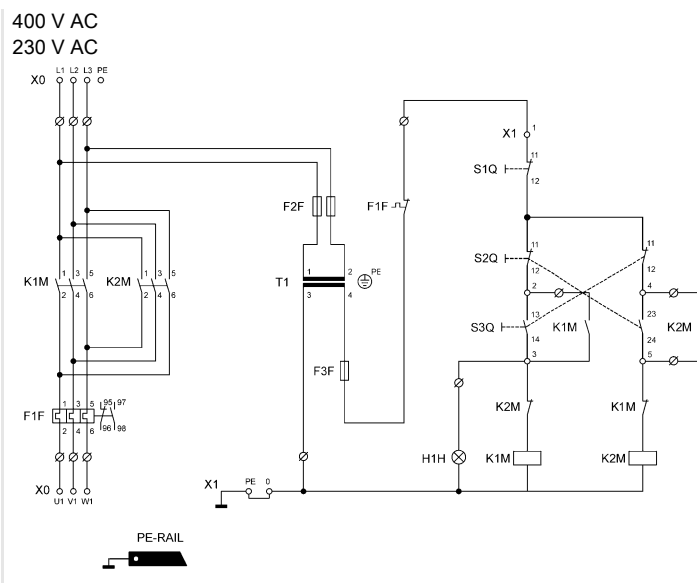 400 V AC
230 V AC
X0 L1 L2 L3 PE
X1 1
S1Q 11
12
F2F F1F
S2Q 11 11
12 12
T1 1 2 PE
3 4
K1M 1 3 5 K2M 1 3 5
2 4 6 2 4 6
2 4
S3Q 13 K1M 23 K2M
14 24
3 5
F3F
F1F 1 3 5 95 97
2 4 6 96 98
K2M K1M
H1H K1M K2M
X0 U1 V1 W1
X1 PE 0
PE-RAIL